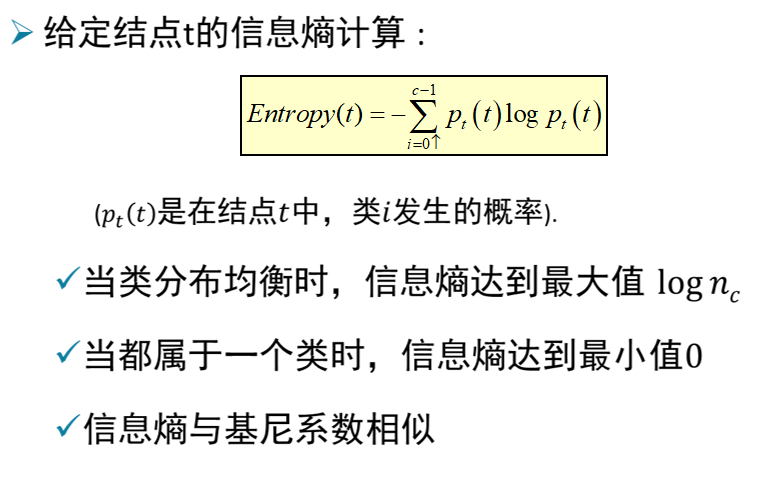 ➢ 给定结点t的信息熵计算：
Entropy(t) = −∑_{i=0↑}^{c−1} p_t(t) log p_t(t)
(p_t(t)是在结点t中，类i发生的概率).
✓当类分布均衡时，信息熵达到最大值 log n_c
✓当都属于一个类时，信息熵达到最小值0
✓信息熵与基尼系数相似